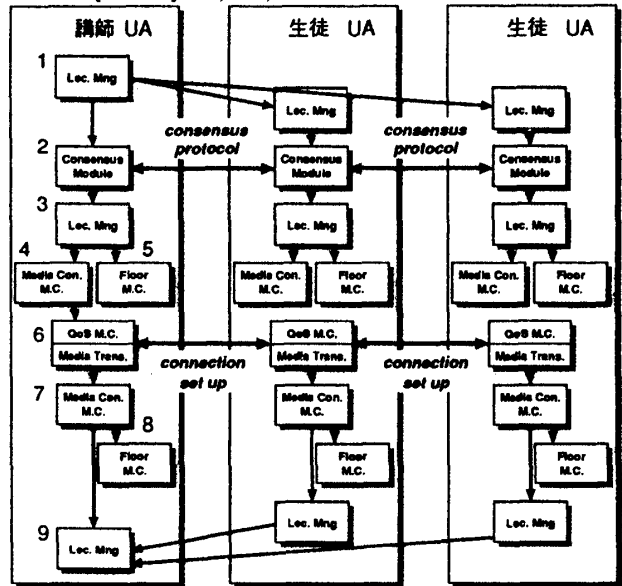 講師 UA
生徒 UA
生徒 UA
1
Lec. Mng
Lec. Mng
Lec. Mng
consensus
protocol
consensus
protocol
2
Consensus
Module
Consensus
Module
Consensus
Module
3
Lec. Mng
Lec. Mng
Lec. Mng
4
5
Media Con.
M.C.
Floor
M.C.
Media Con.
M.C.
Floor
M.C.
Media Con.
M.C.
Floor
M.C.
6
QoS M.C.
Media Trans.
QoS M.C.
Media Trans.
QoS M.C.
Media Trans.
connection
set up
connection
set up
7
Media Con.
M.C.
Media Con.
M.C.
Media Con.
M.C.
8
Floor
M.C.
Floor
M.C.
Floor
M.C.
9
Lec. Mng
Lec. Mng
Lec. Mng